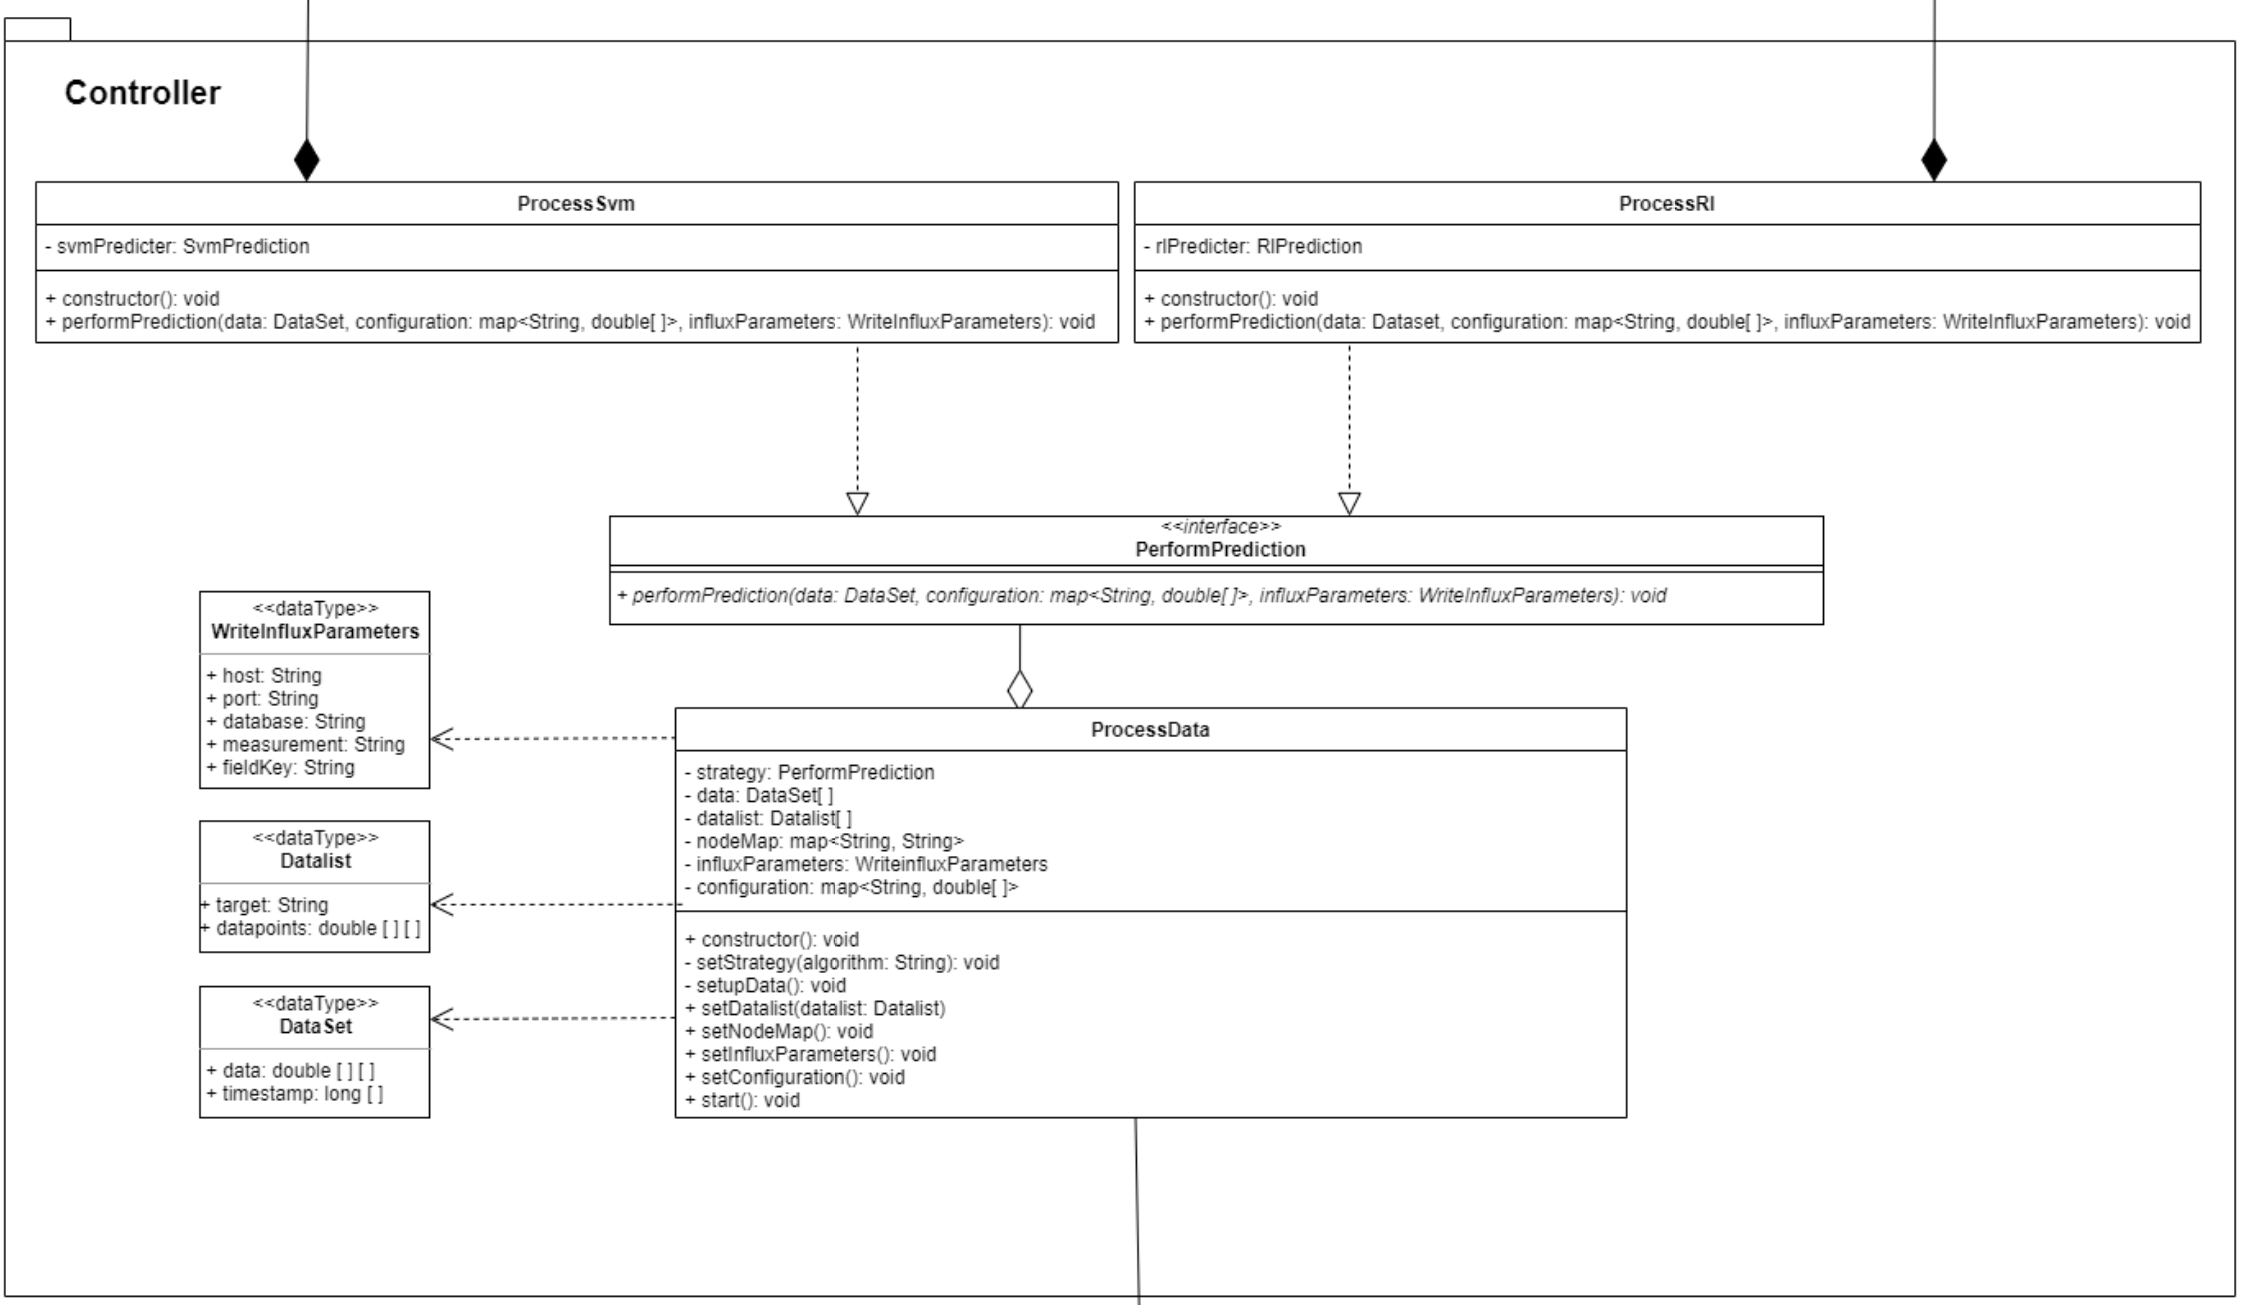 Controller
ProcessSvm
- svmPredicter: SvmPrediction
+ constructor(): void
+ performPrediction(data: DataSet, configuration: map<String, double[ ]>, influxParameters: WriteInfluxParameters): void
ProcessRl
- rlPredicter: RlPrediction
+ constructor(): void
+ performPrediction(data: Dataset, configuration: map<String, double[ ]>, influxParameters: WriteInfluxParameters): void
<<interface>>
PerformPrediction
+ performPrediction(data: DataSet, configuration: map<String, double[ ]>, influxParameters: WriteInfluxParameters): void
<<dataType>>
WriteInfluxParameters
+ host: String
+ port: String
+ database: String
+ measurement: String
+ fieldKey: String
<<dataType>>
Datalist
+ target: String
+ datapoints: double [ ] [ ]
<<dataType>>
DataSet
+ data: double [ ] [ ]
+ timestamp: long [ ]
ProcessData
- strategy: PerformPrediction
- data: DataSet[ ]
- datalist: Datalist[ ]
- nodeMap: map<String, String>
- influxParameters: WriteinfluxParameters
- configuration: map<String, double[ ]>
+ constructor(): void
- setStrategy(algorithm: String): void
- setupData(): void
+ setDatalist(datalist: Datalist)
+ setNodeMap(): void
+ setInfluxParameters(): void
+ setConfiguration(): void
+ start(): void